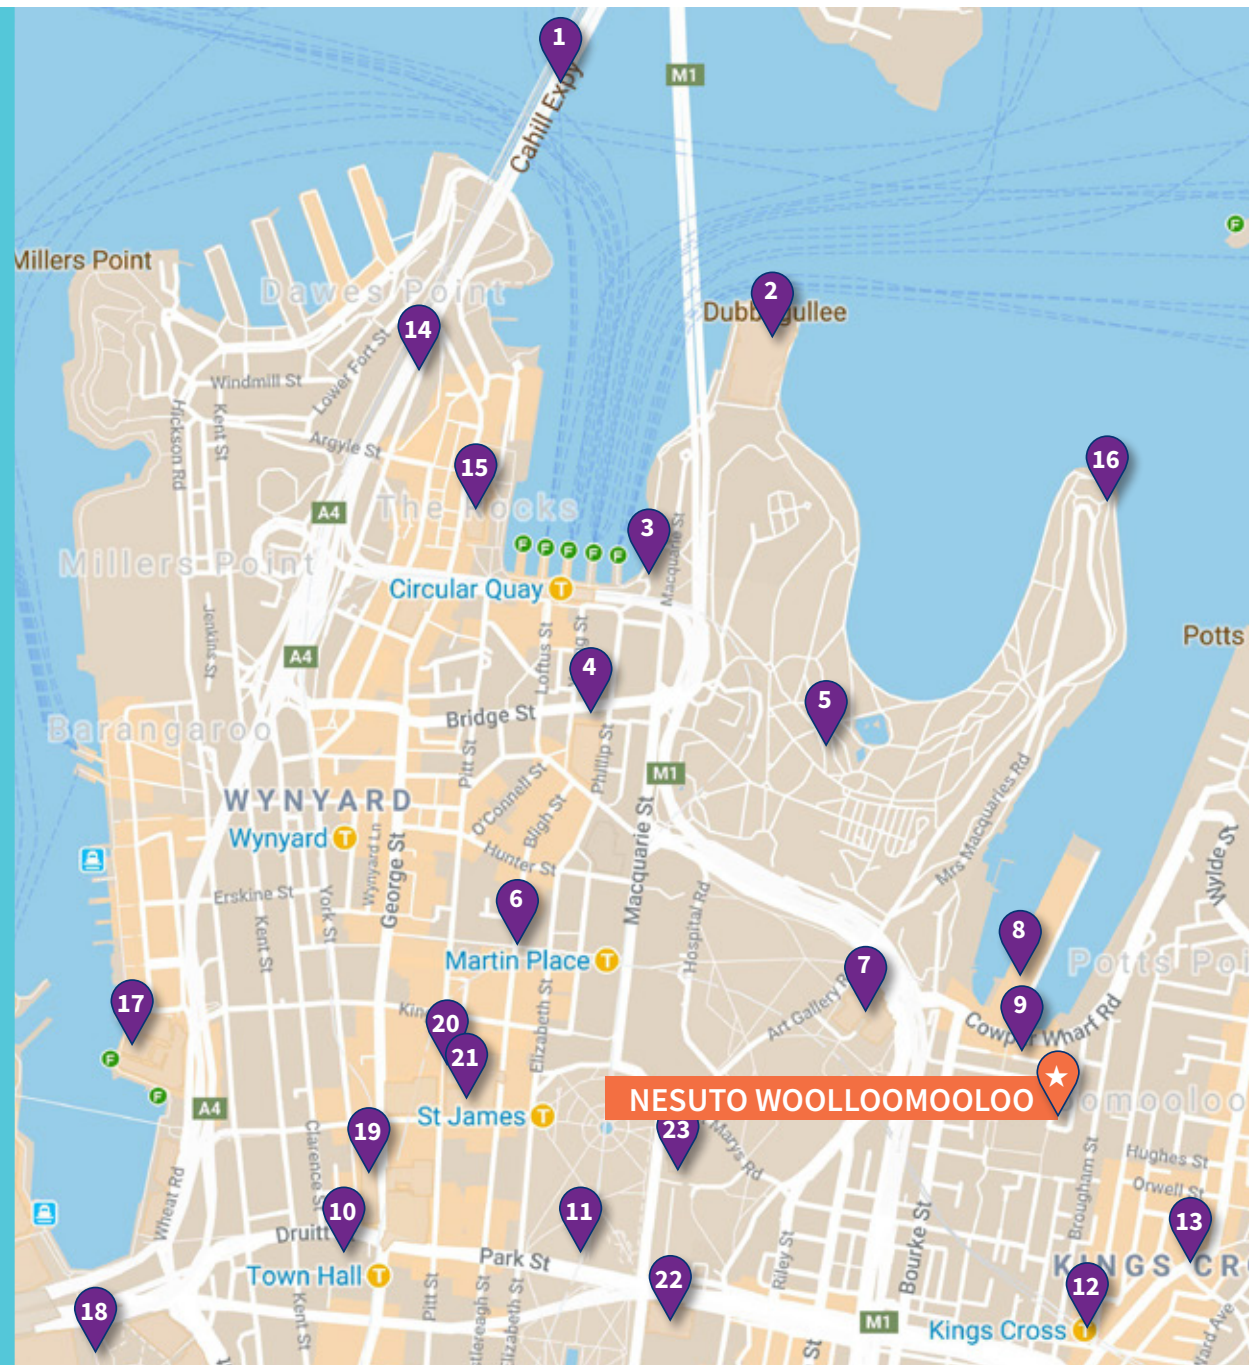 1
M1
Cahill Expy
F
Millers Point
Dawes Point
2
14
Lower Fort St
Windmill St
Kent St
Hickson Rd
Argyle St
15
16
The Rocks
A4
3
Macquarie St
F
F
F
F
F
Millers Point
Circular Quay
T
Jenkins St
Loftus St
Potts
A4
4
5
Bridge St
Barangaroo
Pitt St
Phillip St
M1
O'Connell St
Bligh St
WYNYARD
Wynyard
T
Wynyard Ln
George St
Hunter St
Macquarie St
Mrs Macquaries Rd
Wylde St
Erskine St
York St
Kent St
6
Hospital Rd
8
Martin Place
T
7
Potts Poi
Art Gallery
17
20
9
Cowper Wharf Rd
Elizabeth St
21
F
F
A4
NESUTO WOOLLOOMOOLOO
omooloo
St James
T
19
23
Marys Rd
Clarence St
Hughes St
Orwell St
Brougham St
Wheat Rd
10
11
13
Druitt
Park St
Riley St
Bourke St
KINGS CR
Town Hall
T
22
12
18
Kent St
Pitt St
Elizabeth St
M1
Kings Cross
T
St